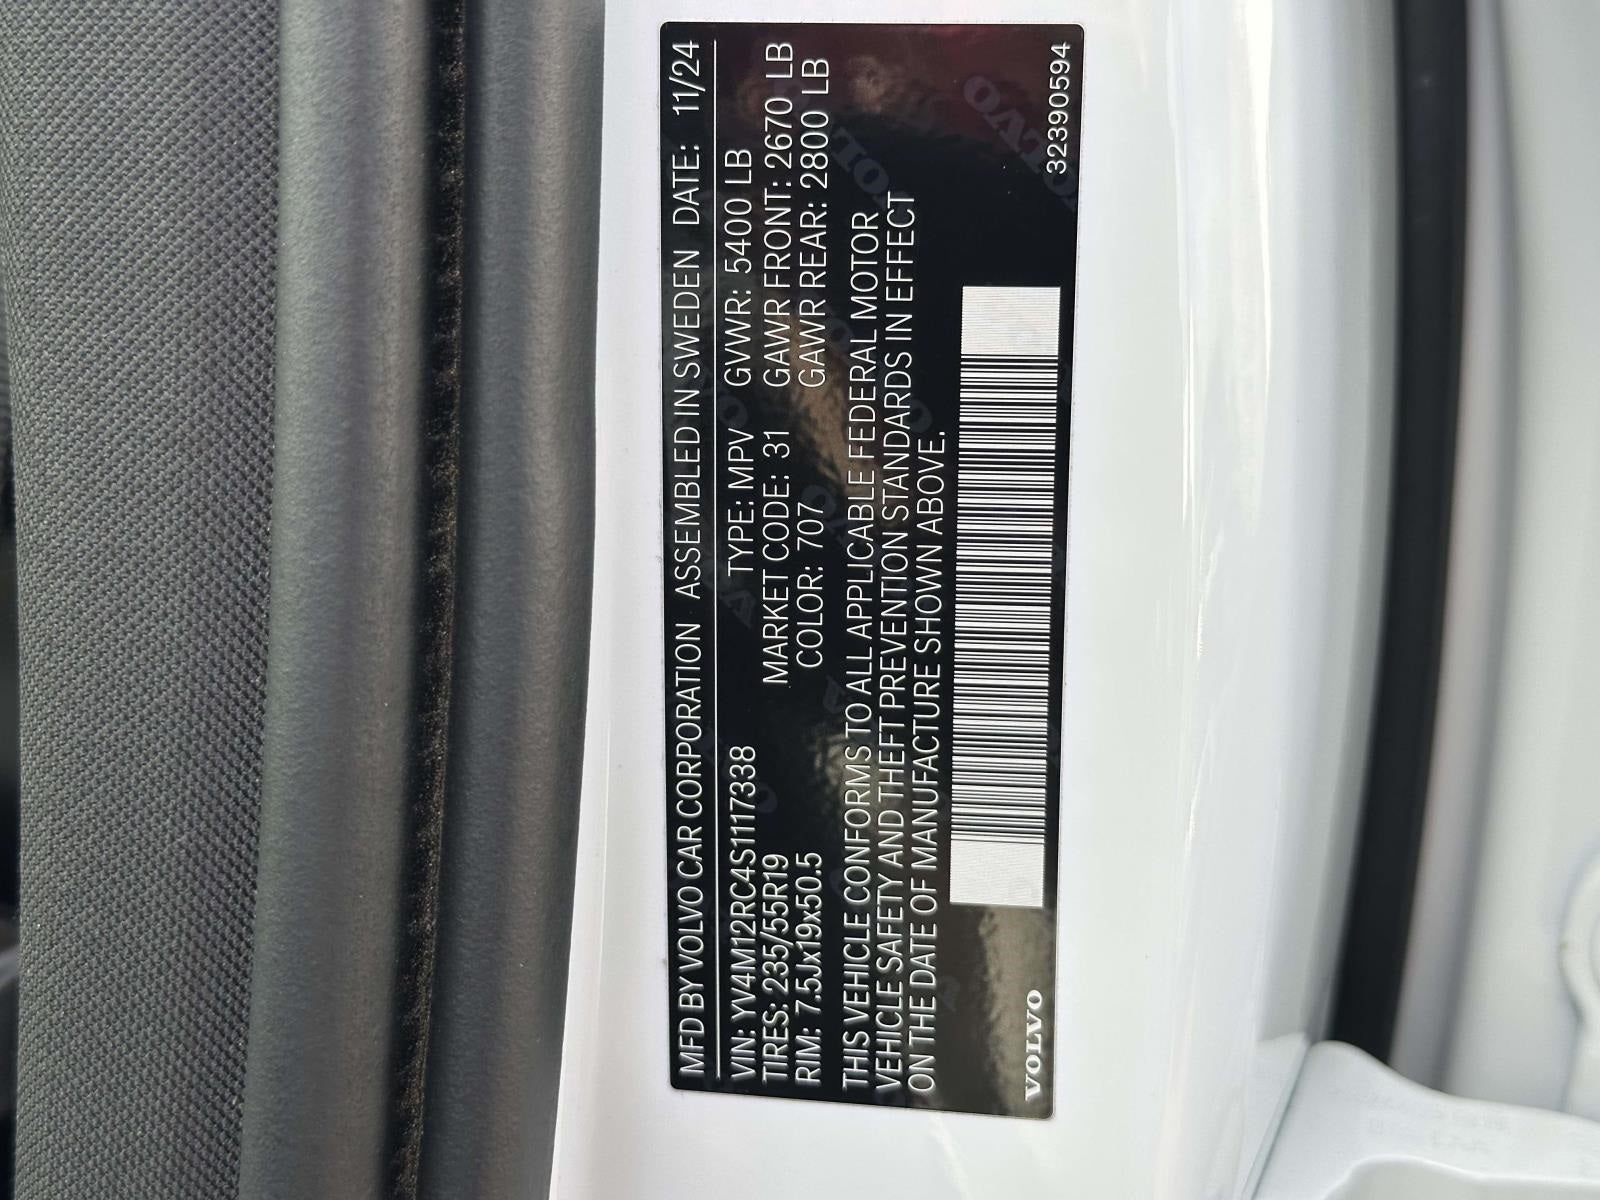 MFD BY VOLVO CAR CORPORATION ASSEMBLED IN SWEDEN DATE: 11/24
VIN: YV4M12RC4S1117338 TYPE: MPV GVWR: 5400 LB
TIRES: 235/55R19 MARKET CODE: 31 GAWR FRONT: 2670 LB
RIM: 7.5Jx19x50.5 COLOR: 707 GAWR REAR: 2800 LB
THIS VEHICLE CONFORMS TO ALL APPLICABLE FEDERAL MOTOR
VEHICLE SAFETY AND THEFT PREVENTION STANDARDS IN EFFECT
ON THE DATE OF MANUFACTURE SHOWN ABOVE.
VOLVO 32390594